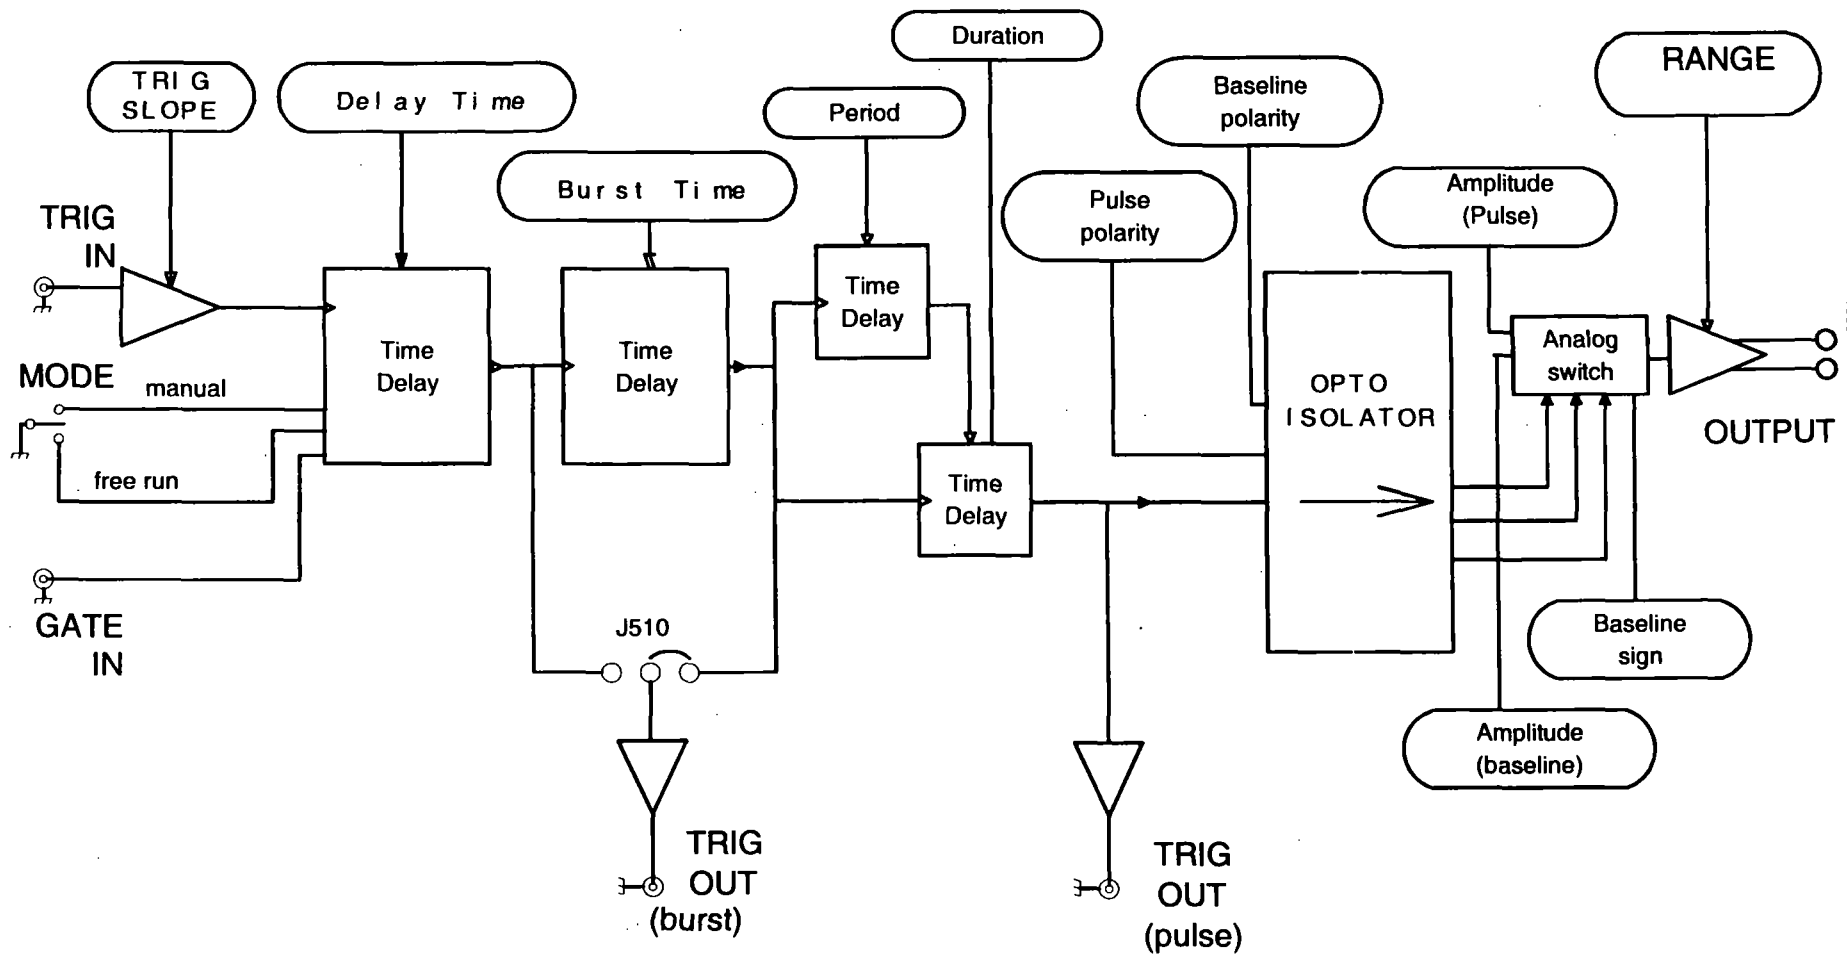 Duration
RANGE
TRIG
SLOPE
Delay Time
Period
Baseline
polarity
Burst Time
Pulse
polarity
Amplitude
(Pulse)
TRIG
IN
Time
Delay
Time
Delay
Time
Delay
Analog
switch
MODE
manual
OPTO
ISOLATOR
OUTPUT
free run
Time
Delay
GATE
IN
J510
Baseline
sign
Amplitude
(baseline)
TRIG
OUT
(burst)
TRIG
OUT
(pulse)